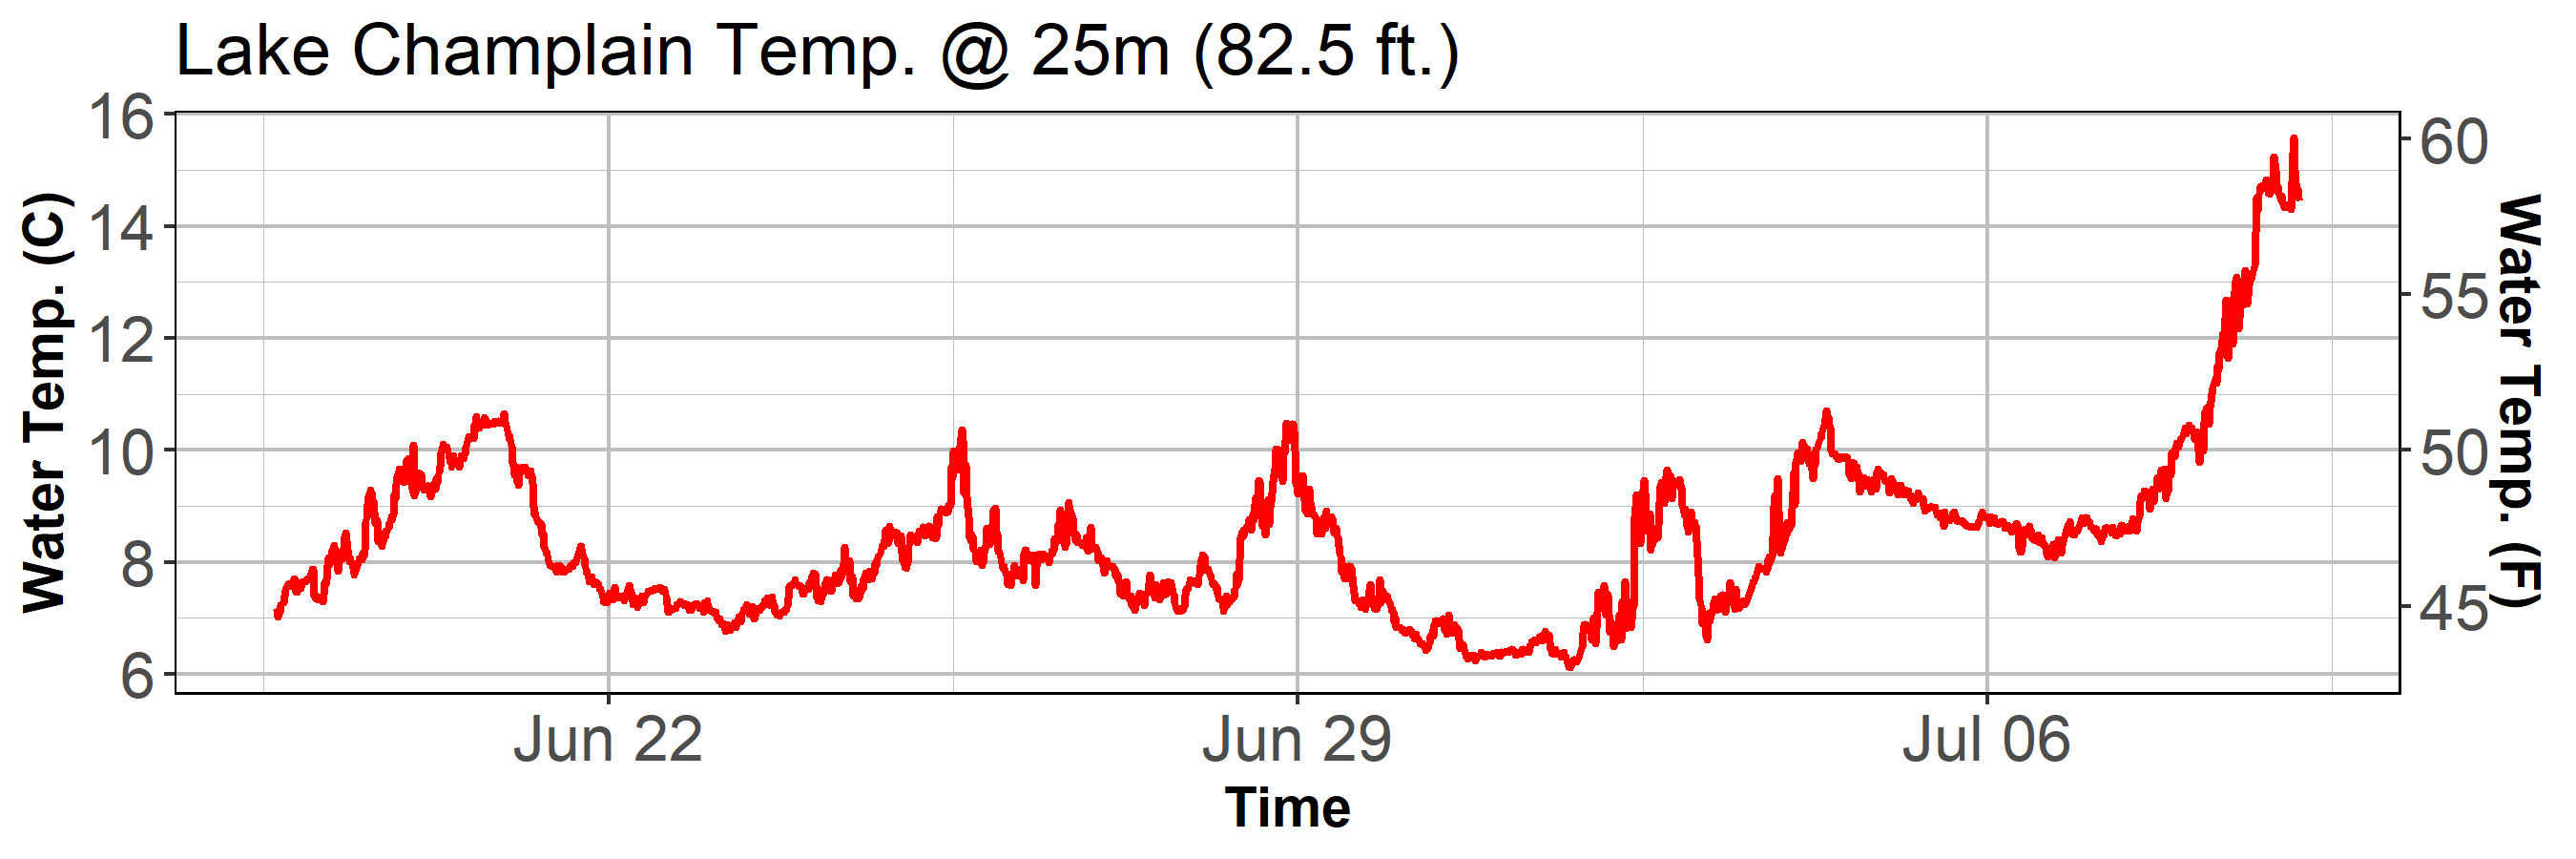 Lake Champlain Temp. @ 25m (82.5 ft.)
Water Temp. (C)
16
14
12
10
8
6
60
55
50
45
Water Temp. (F)
Jun 22
Jun 29
Jul 06
Time